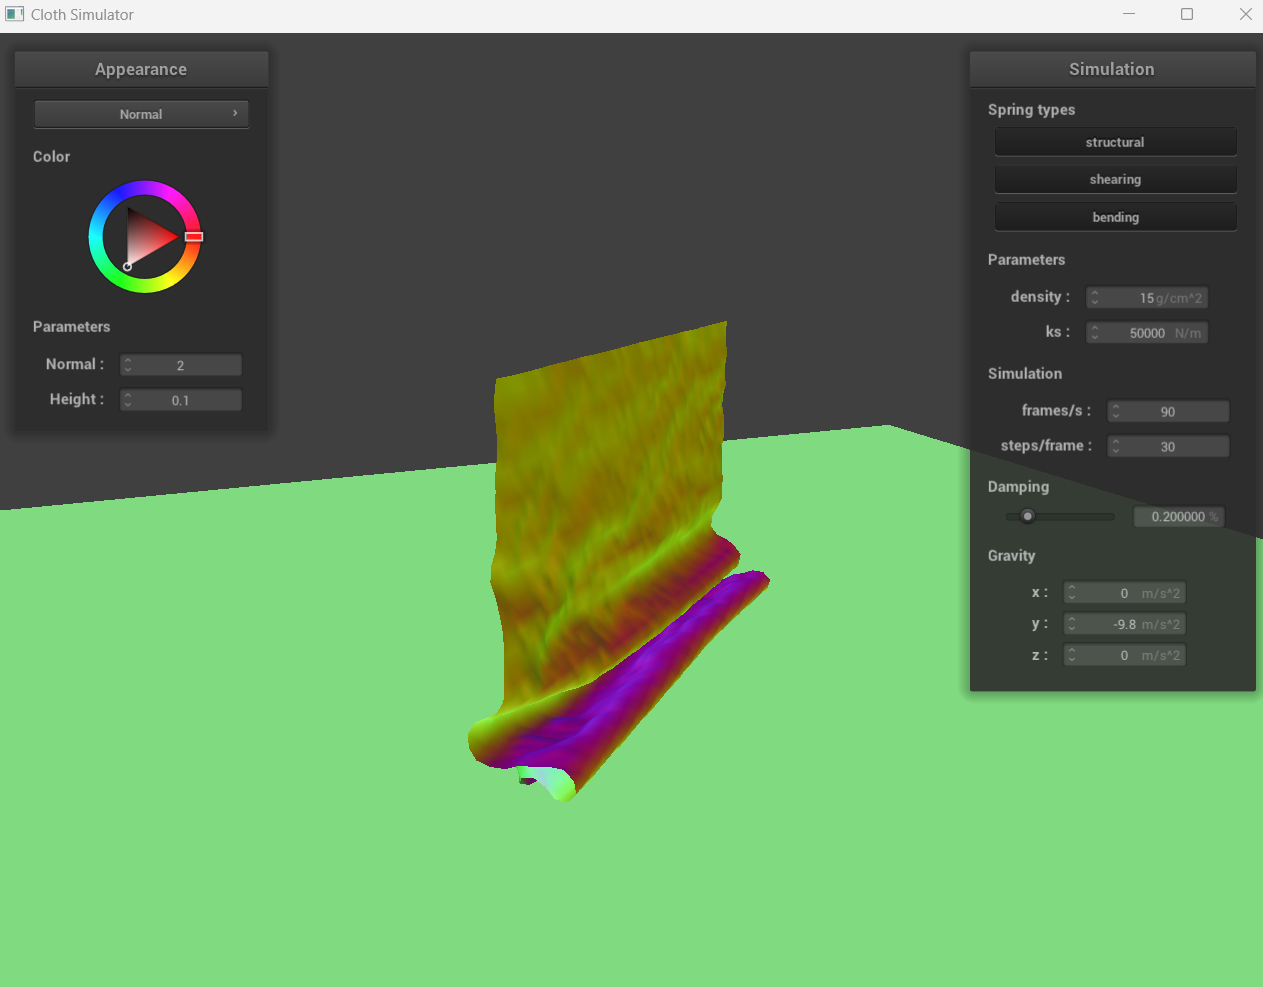 Cloth Simulator
Appearance
Normal
Color
Parameters
Normal : 2
Height : 0.1
Simulation
Spring types
structural
shearing
bending
Parameters
density : 15 g/cm^2
ks : 50000 N/m
Simulation
frames/s : 90
steps/frame : 30
Damping
0.200000 %
Gravity
x : 0 m/s^2
y : -9.8 m/s^2
z : 0 m/s^2